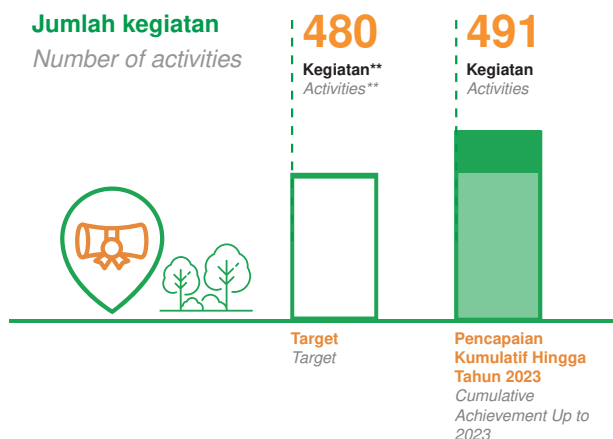 Jumlah kegiatan
Number of activities
480
Kegiatan**
Activities**
491
Kegiatan
Activities
Target
Target
Pencapaian
Kumulatif Hingga
Tahun 2023
Cumulative
Achievement Up to
2023